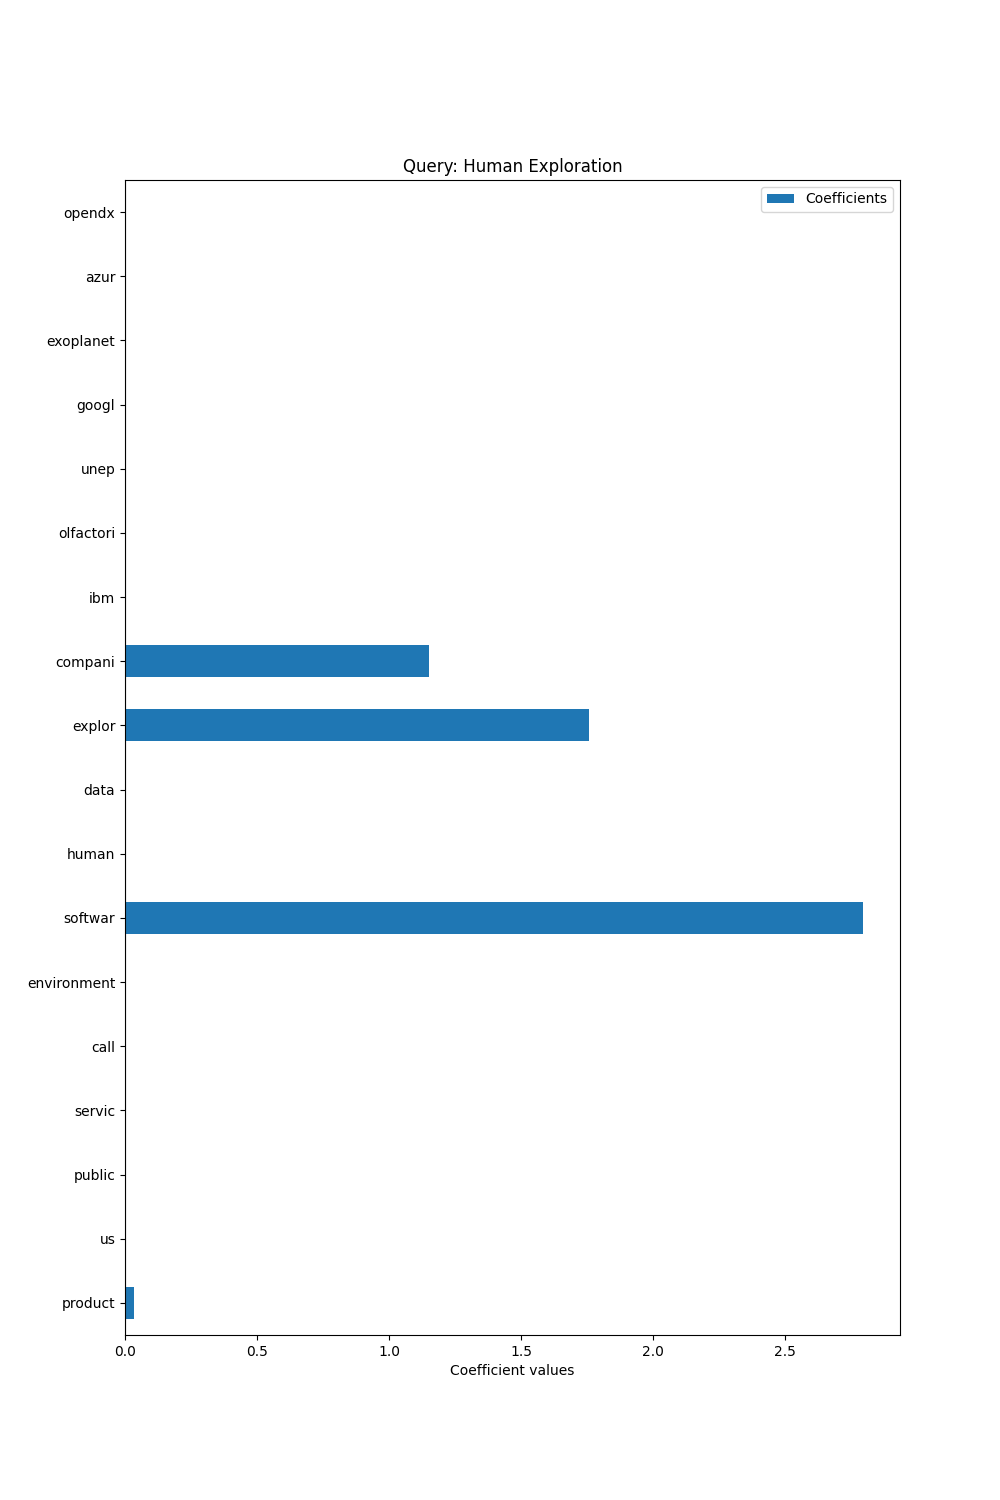 Query: Human Exploration
Coefficients
opendx
azur
exoplanet
googl
unep
olfactori
ibm
compani
explor
data
human
softwar
environment
call
servic
public
us
product
0.0 0.5 1.0 1.5 2.0 2.5
Coefficient values